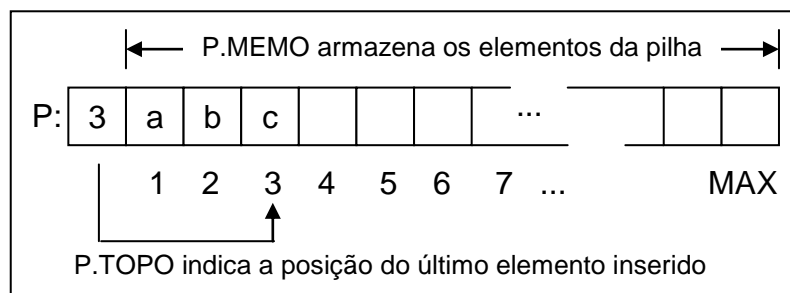 P.MEMO armazena os elementos da pilha
P: 3 a b c ...
1 2 3 4 5 6 7 ... MAX
P.TOPO indica a posição do último elemento inserido